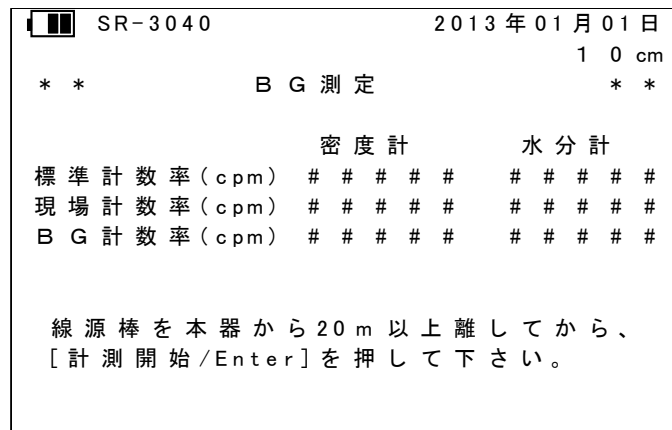 SR-3040 2013年01月01日
10cm
** BG測定 **
密度計 水分計
標準計数率(cpm) ##### #####
現場計数率(cpm) ##### #####
BG計数率(cpm) ##### #####
線源棒を本器から20m以上離してから、
[計測開始/Enter]を押して下さい。